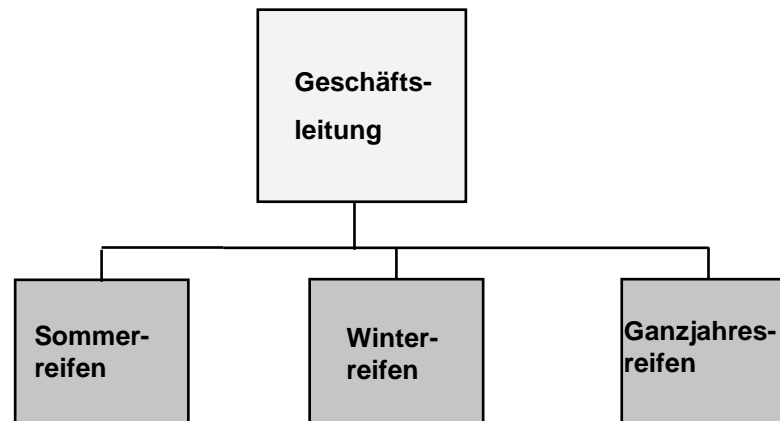 Geschäfts-
leitung
Sommer-
reifen
Winter-
reifen
Ganzjahres-
reifen